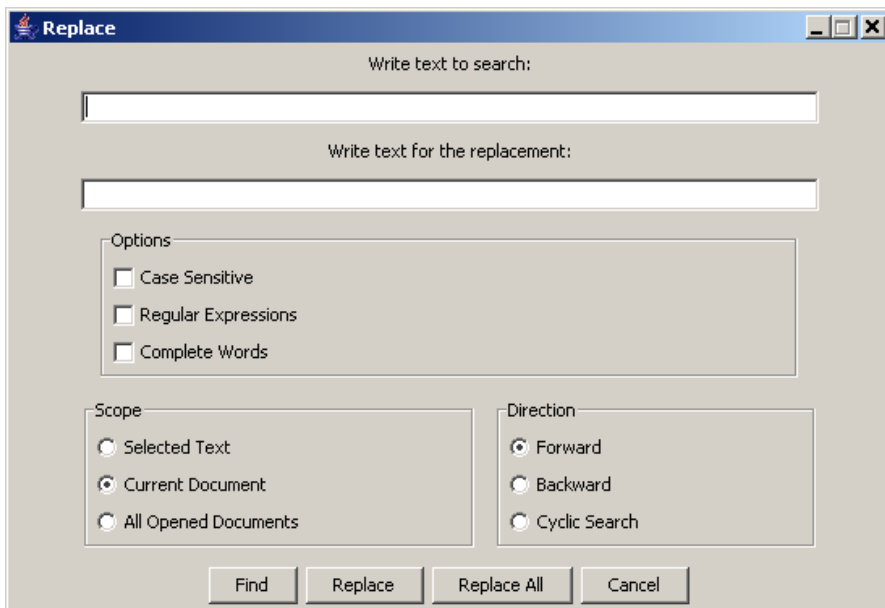 Replace
Write text to search:
Write text for the replacement:
Options
Case Sensitive
Regular Expressions
Complete Words
Scope
Selected Text
Current Document
All Opened Documents
Direction
Forward
Backward
Cyclic Search
Find Replace Replace All Cancel